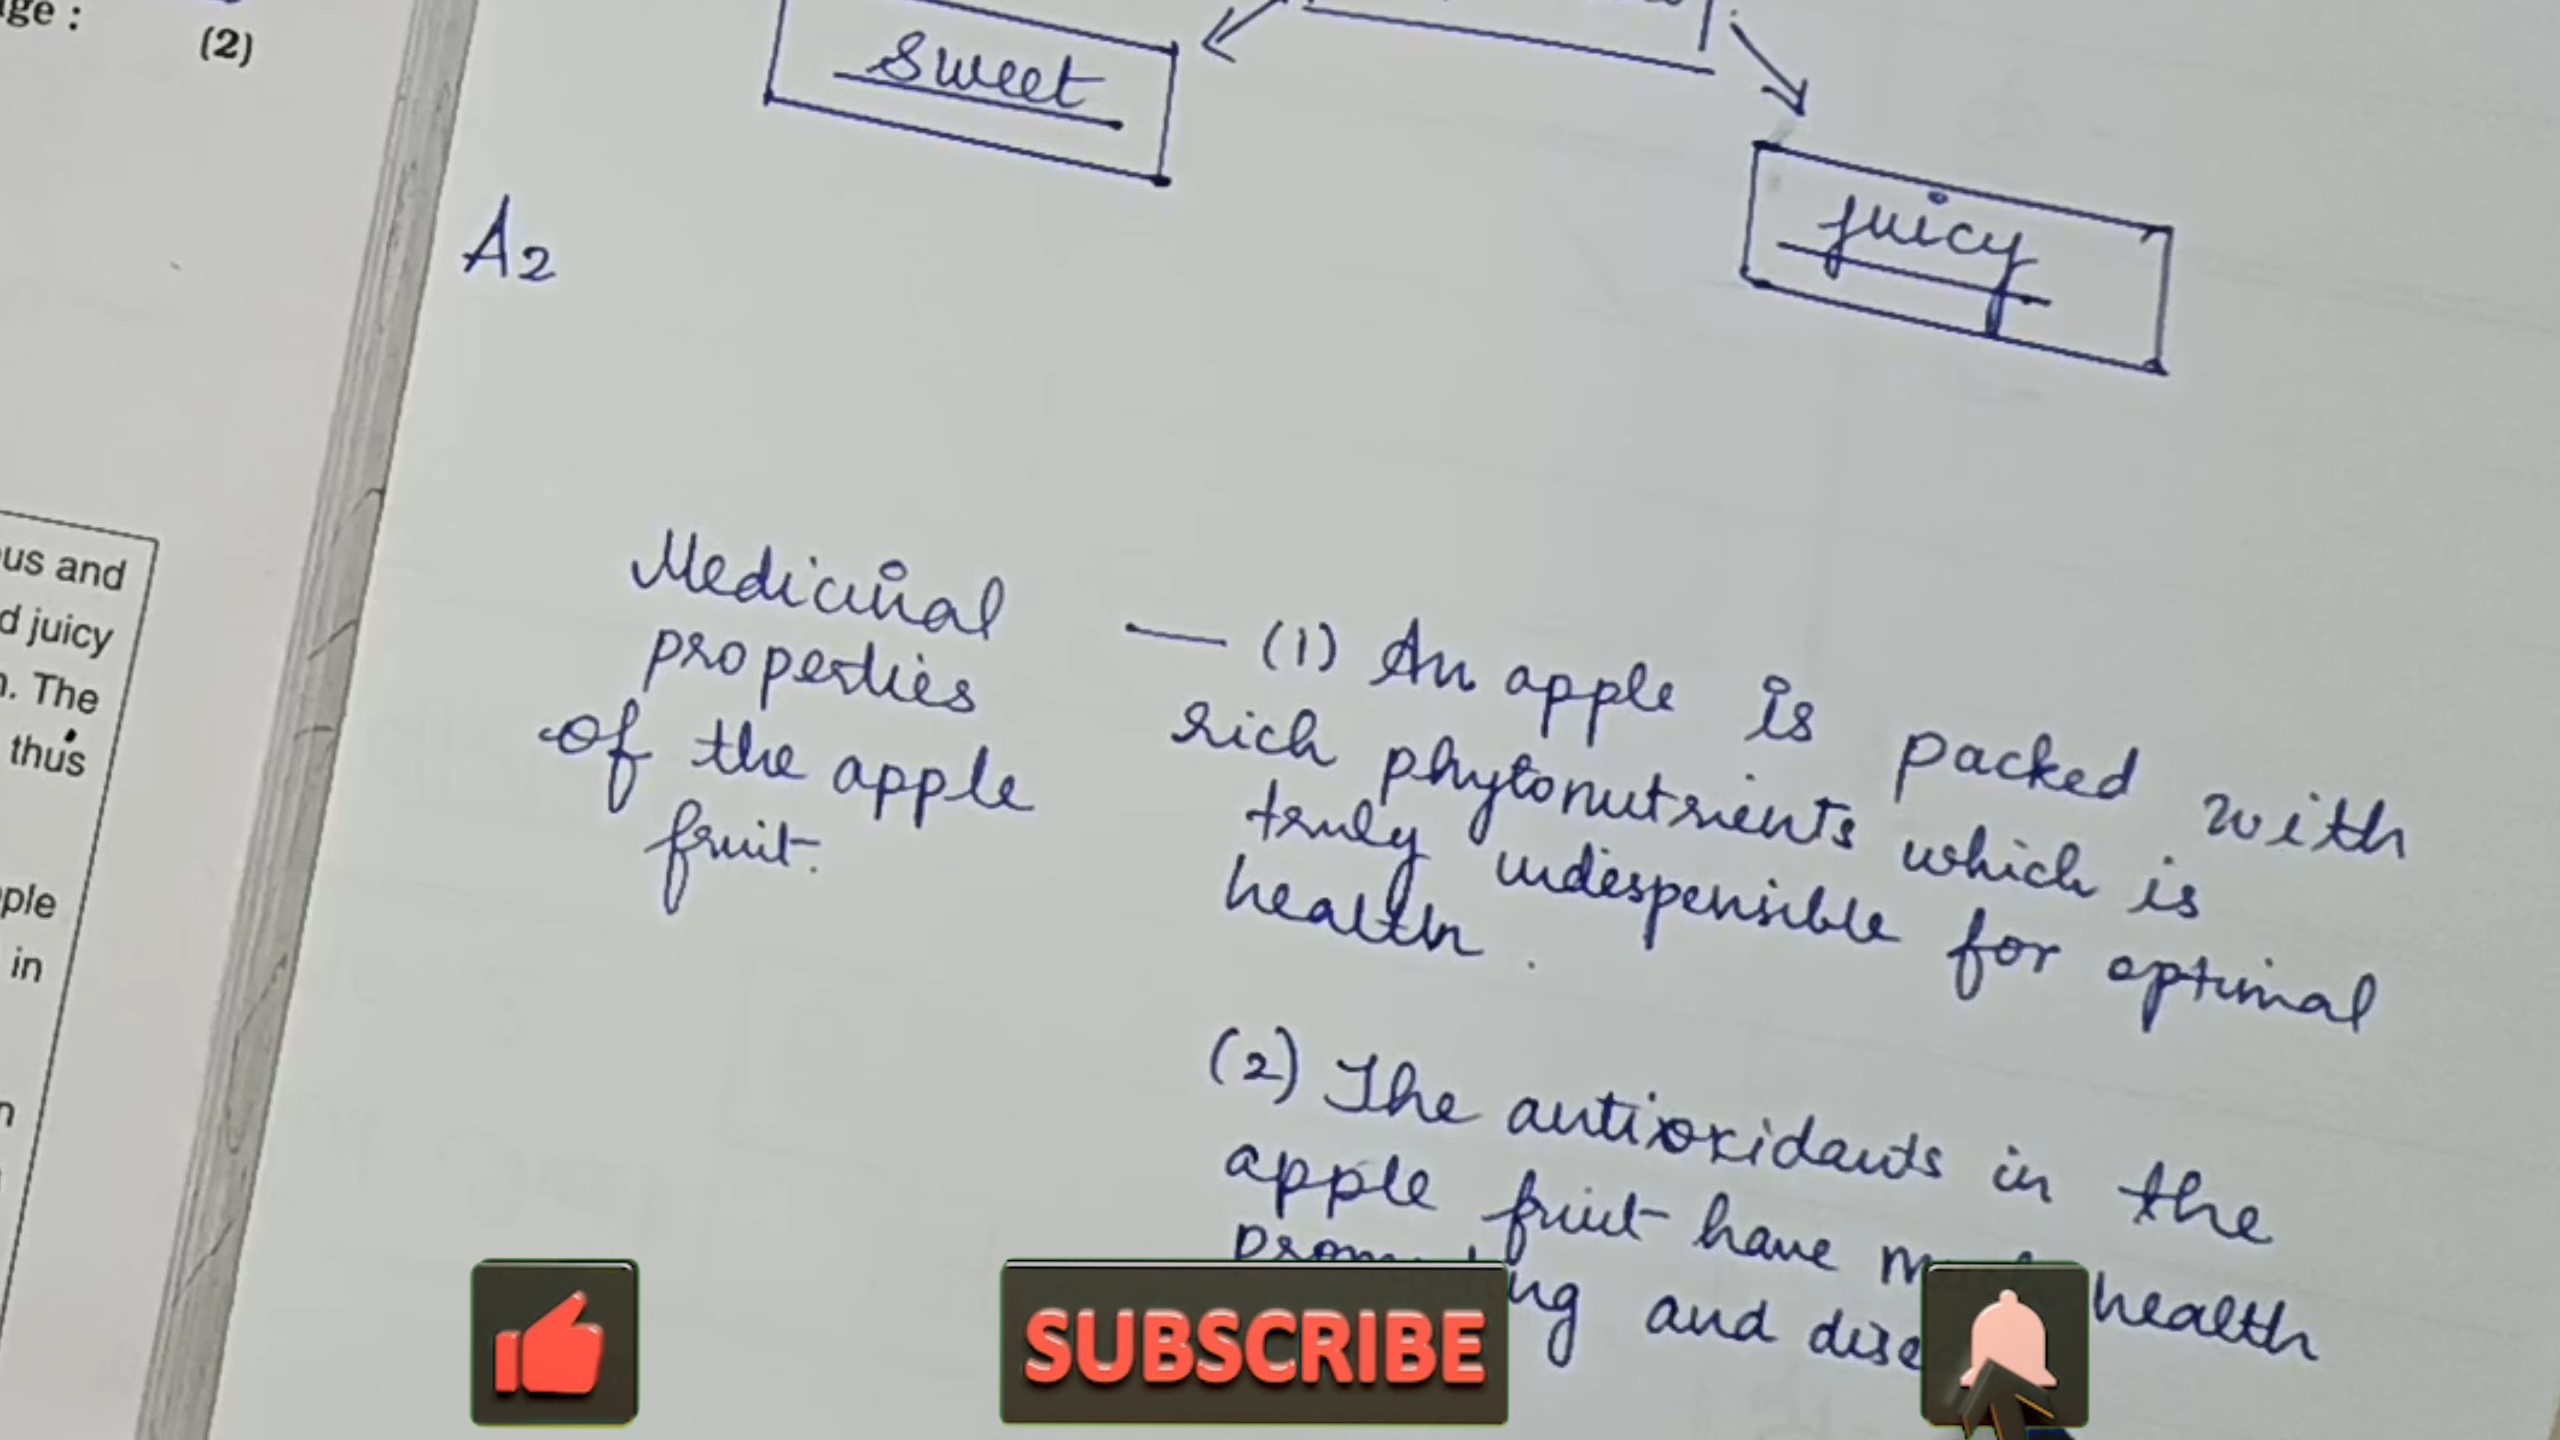 ge :
(2)
sweet
juicy
A2
us and
d juicy
. The
thus
ple
in
n
Medicinal
properties
of the apple
fruit.
— (1) An apple is packed with
rich phytonutrients which is
truly indespensible for optimal
health.
(2) The antioxidants in the
apple fruit have health
and
SUBSCRIBE